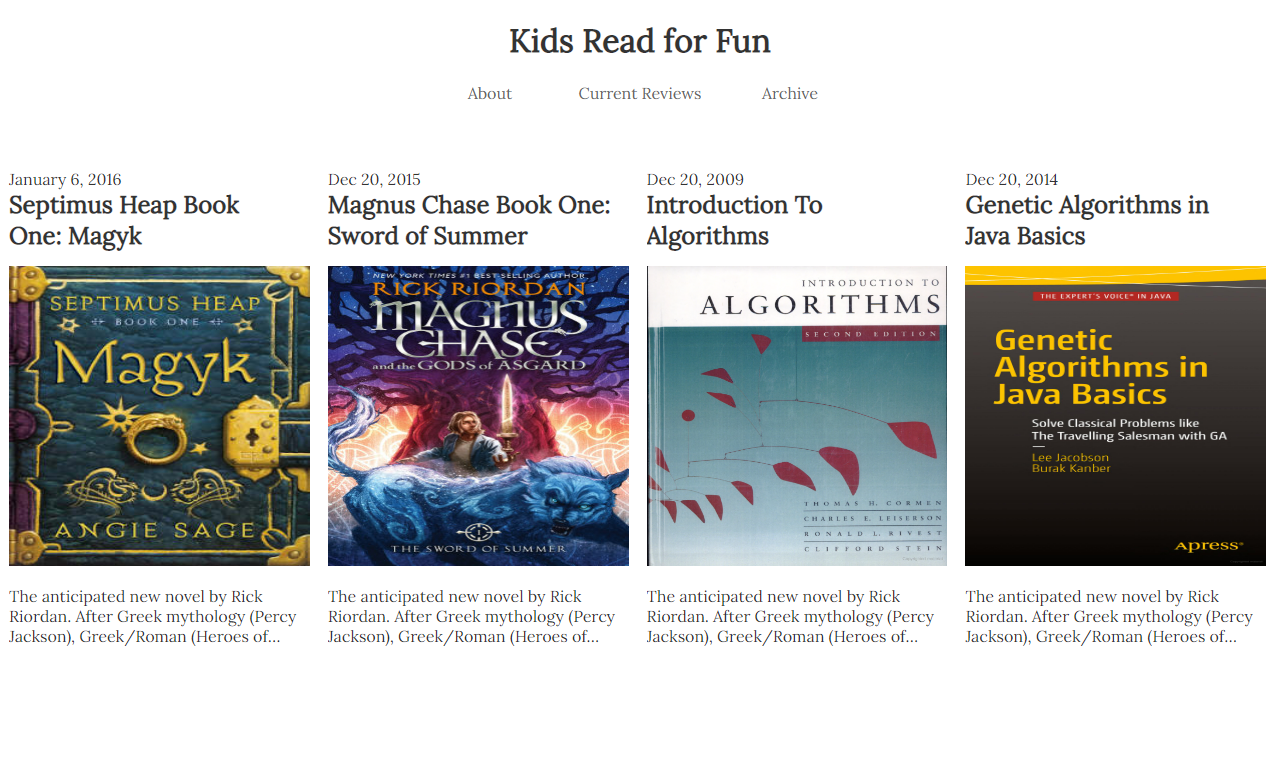 Kids Read for Fun
About Current Reviews Archive
January 6, 2016
Septimus Heap Book
One: Magyk
SEPTIMUS HEAP
BOOK ONE
Magyk
ANGIE SAGE
The anticipated new novel by Rick
Riordan. After Greek mythology (Percy
Jackson), Greek/Roman (Heroes of...
Dec 20, 2015
Magnus Chase Book One:
Sword of Summer
NEW YORK TIMES #1 BEST-SELLING AUTHOR
RICK RIORDAN
MAGNUS
CHASE
and the GODS of ASGARD
THE SWORD OF SUMMER
The anticipated new novel by Rick
Riordan. After Greek mythology (Percy
Jackson), Greek/Roman (Heroes of...
Dec 20, 2009
Introduction To
Algorithms
INTRODUCTION TO
ALGORITHMS
SECOND EDITION
THOMAS H. CORMEN
CHARLES E. LEISERSON
RONALD L. RIVEST
CLIFFORD STEIN
The anticipated new novel by Rick
Riordan. After Greek mythology (Percy
Jackson), Greek/Roman (Heroes of...
Dec 20, 2014
Genetic Algorithms in
Java Basics
THE EXPERT'S VOICE® IN JAVA
Genetic
Algorithms in
Java Basics
Solve Classical Problems like
The Travelling Salesman with GA
—
Lee Jacobson
Burak Kanber
Apress®
The anticipated new novel by Rick
Riordan. After Greek mythology (Percy
Jackson), Greek/Roman (Heroes of...